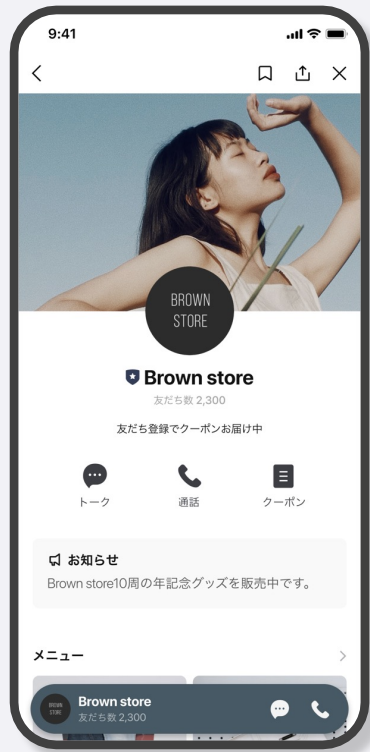 9:41
BROWN
STORE
Brown store
友だち数 2,300
友だち登録でクーポンお届け中
トーク
通話
クーポン
お知らせ
Brown store10周の年記念グッズを販売中です。
メニュー
BROWN
STORE
Brown store
友だち数 2,300